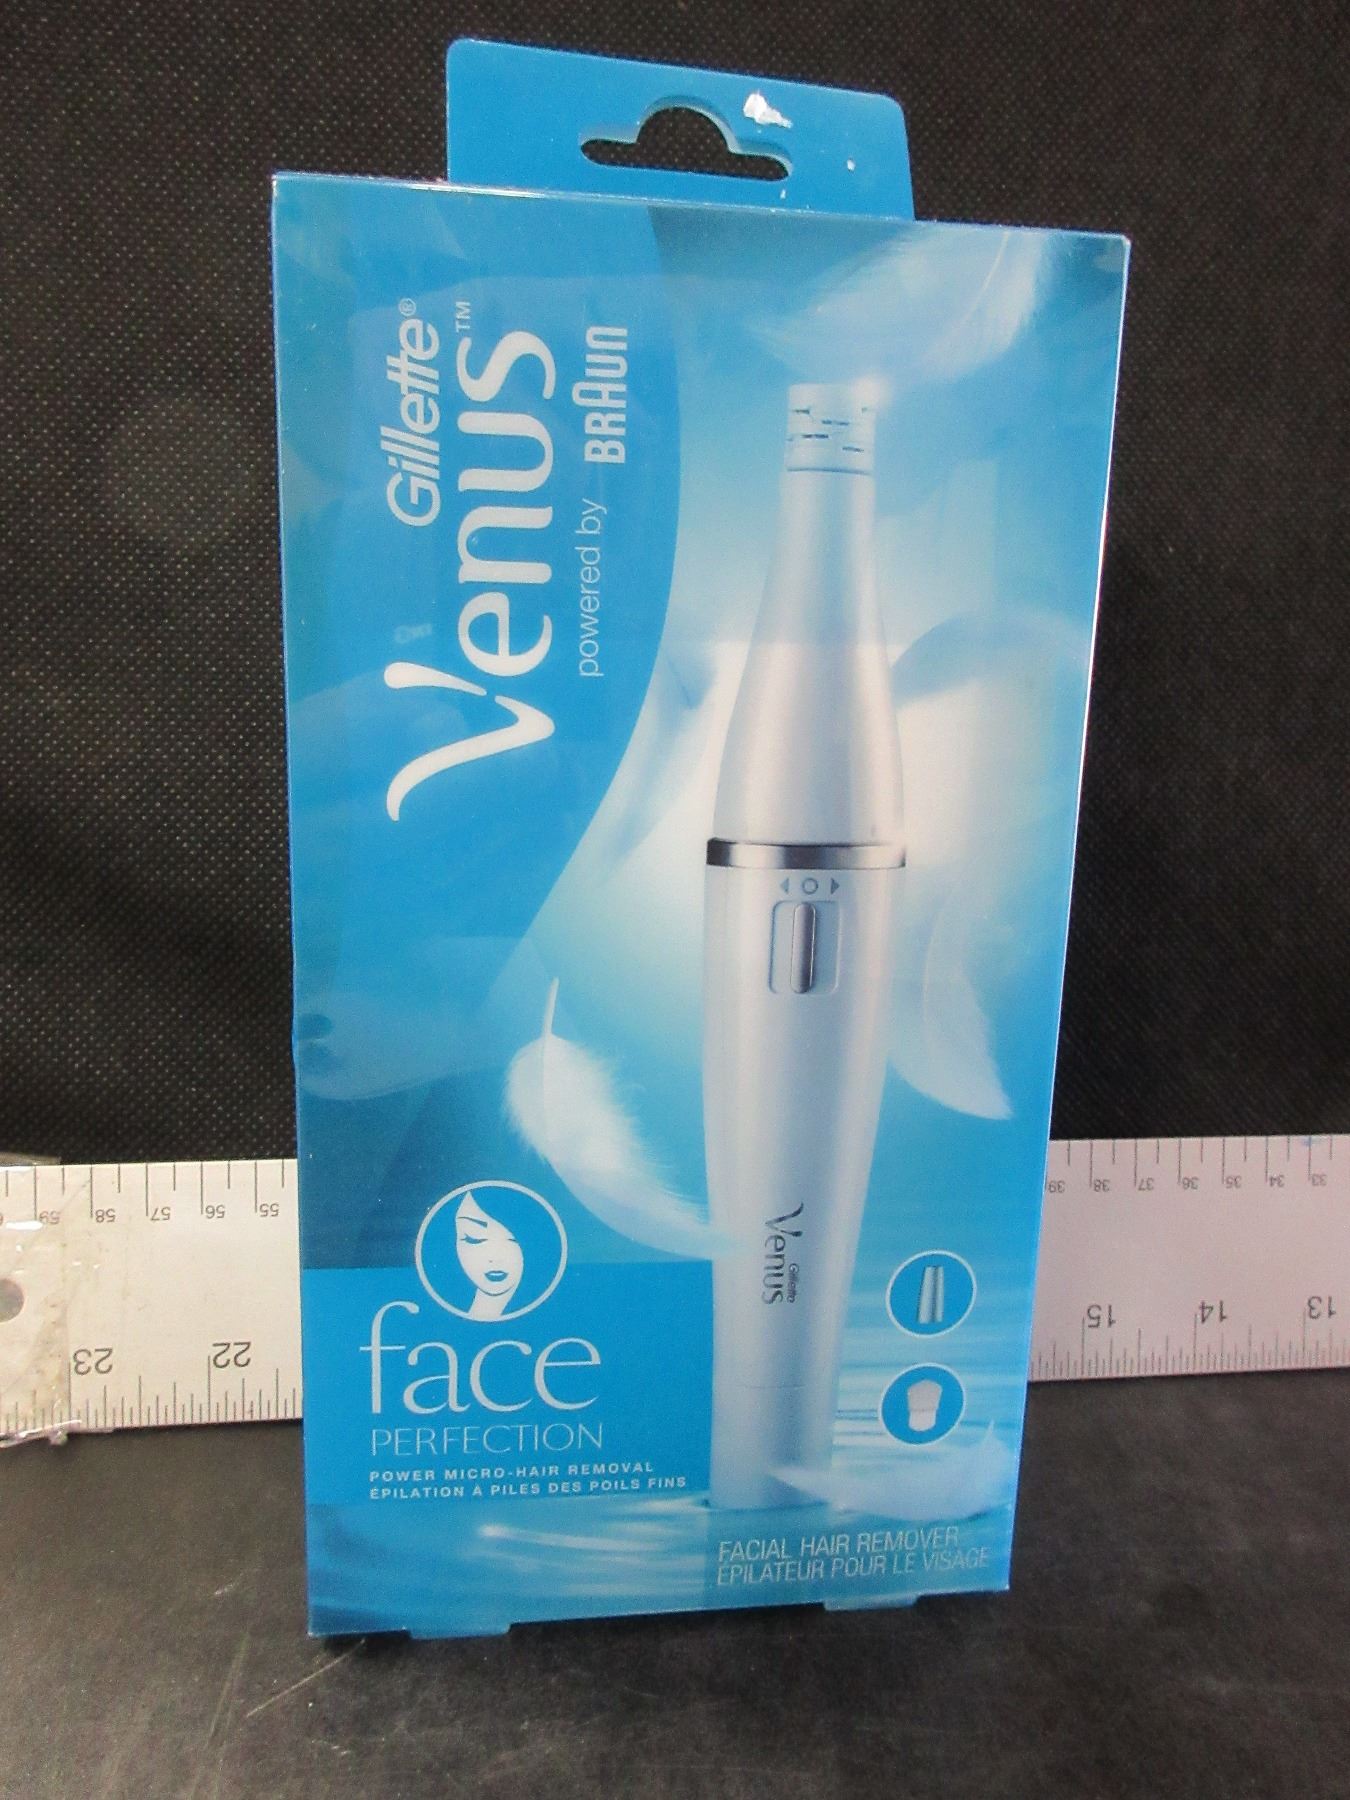 Gillette®
Venus™
powered by BRAUN
Gillette
Venus
face
PERFECTION
POWER MICRO-HAIR REMOVAL
ÉPILATION À PILES DES POILS FINS
FACIAL HAIR REMOVER
ÉPILATEUR POUR LE VISAGE
59 58 57 56 55
39 38 37 36 35 34 33
23 22
15 14 13